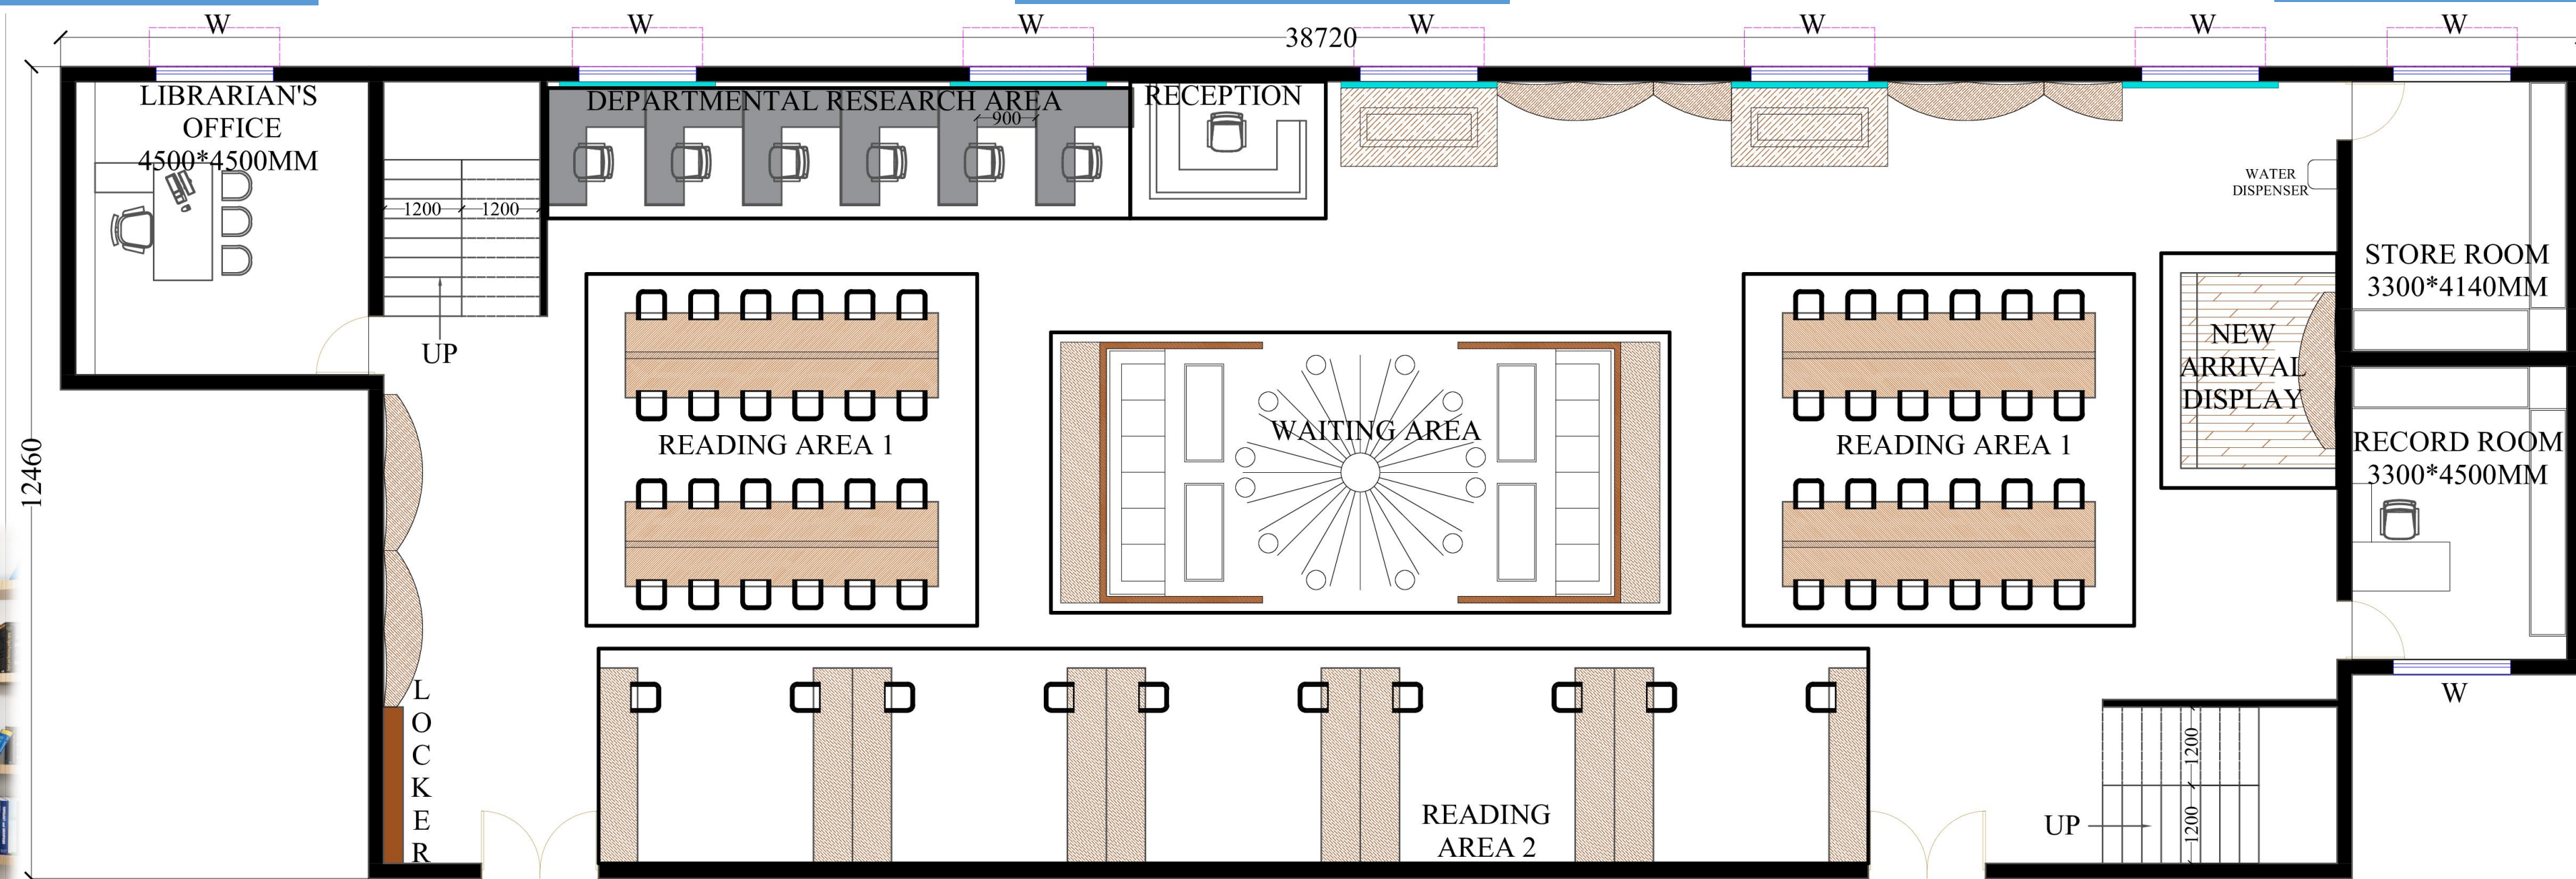 W
W
W
W
W
W
W
38720
LIBRARIAN'S
OFFICE
4500*4500MM
DEPARTMENTAL RESEARCH AREA
900
RECEPTION
WATER
DISPENSER
1200
1200
UP
STORE ROOM
3300*4140MM
NEW
ARRIVAL
DISPLAY
READING AREA 1
WAITING AREA
READING AREA 1
RECORD ROOM
3300*4500MM
12460
LOCKER
W
READING
AREA 2
UP
1200
1200